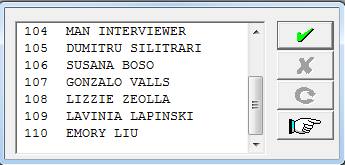 104 MAN INTERVIEWER
105 DUMITRU SILITRARI
106 SUSANA BOSO
107 GONZALO VALLS
108 LIZZIE ZEOLLA
109 LAVINIA LAPINSKI
110 EMORY LIU